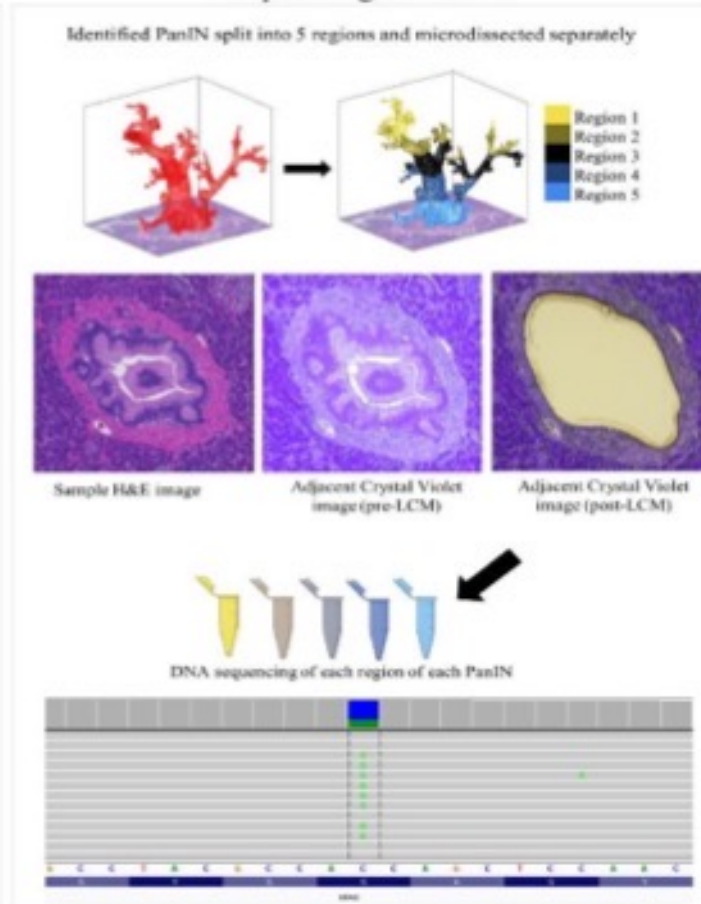 Identified PanIN split into 5 regions and microdissected separately
Region 1
Region 2
Region 3
Region 4
Region 5
Sample H&E image
Adjacent Crystal Violet
image (pre-LCM)
Adjacent Crystal Violet
image (post-LCM)
DNA sequencing of each region of each PanIN
G C C T A C G C C A C C A G C T C C A A C